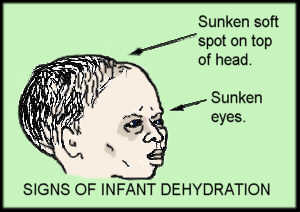 Sunken soft
spot on top
of head.
Sunken
eyes.
SIGNS OF INFANT DEHYDRATION